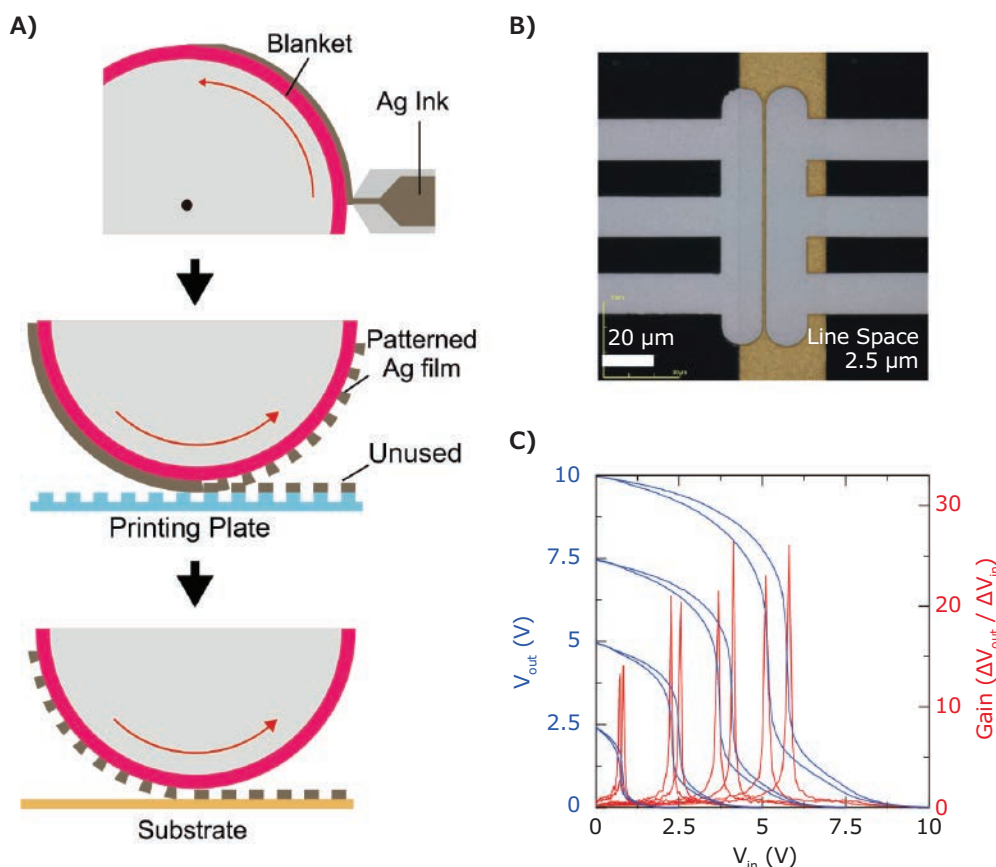 A)
Blanket
Ag Ink
Patterned
Ag film
Unused
Printing Plate
Substrate
B)
20 µm
Line Space
2.5 µm
C)
10
7.5
5
2.5
0
V_out (V)
30
20
10
0
Gain (ΔV_out / ΔV_in)
0
2.5
5
7.5
10
V_in (V)